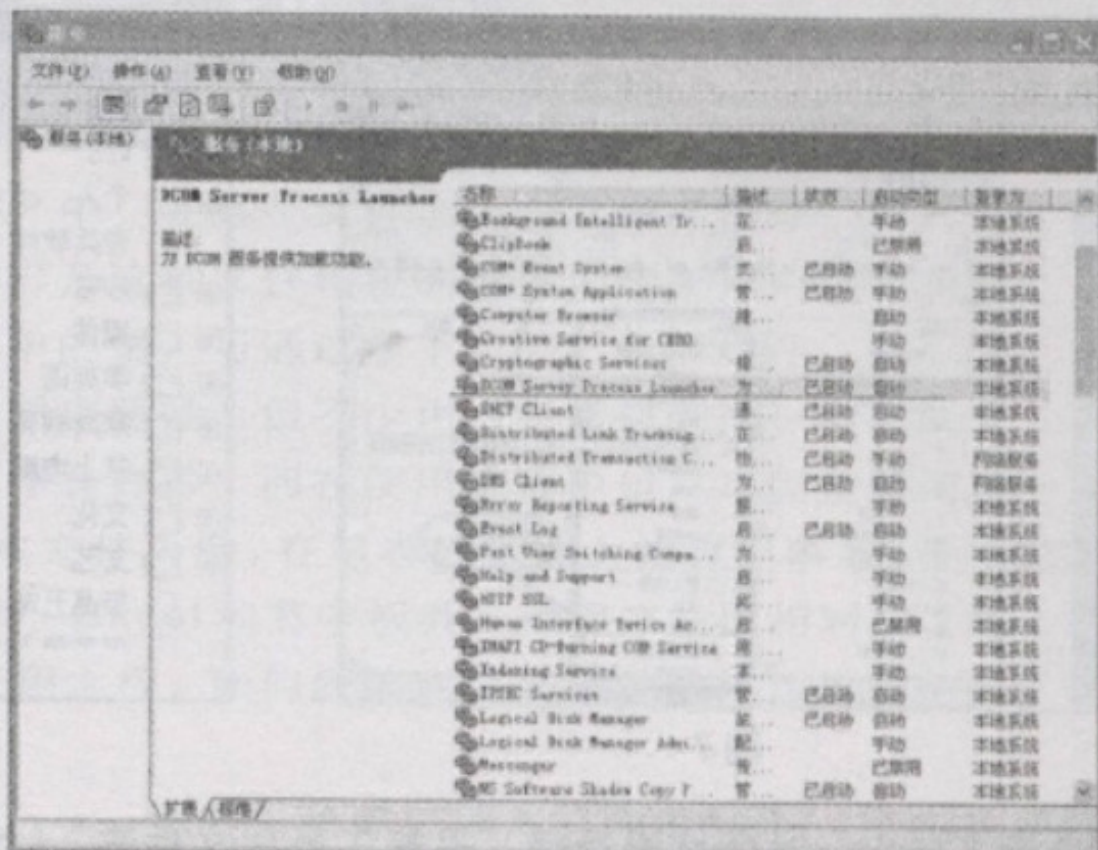 服务
文件(F) 操作(A) 查看(V) 帮助(H)
服务(本地)
服务(本地)
DCOM Server Process Launcher
描述:
为 DCOM 服务提供加载功能。
名称 描述 状态 启动类型 登录为
Background Intelligent Tr... 在... 手动 本地系统
ClipBook 启... 已禁用 本地系统
COM+ Event System 支... 已启动 手动 本地系统
COM+ System Application 管... 已启动 手动 本地系统
Computer Browser 维... 自动 本地系统
Creative Service for CDRO... 手动 本地系统
Cryptographic Services 提... 已启动 自动 本地系统
DCOM Server Process Launcher 为... 已启动 自动 本地系统
DHCP Client 通... 已启动 自动 本地系统
Distributed Link Tracking... 在... 已启动 自动 本地系统
Distributed Transaction C... 协... 已启动 手动 网络服务
DNS Client 为... 已启动 自动 网络服务
Error Reporting Service 服... 手动 本地系统
Event Log 启... 已启动 自动 本地系统
Fast User Switching Compa... 为... 手动 本地系统
Help and Support 启... 手动 本地系统
HTTP SSL 此... 手动 本地系统
Human Interface Device Ac... 启... 已禁用 本地系统
IMAPI CD-Burning COM Service 用... 手动 本地系统
Indexing Service 本... 手动 本地系统
IPSEC Services 管... 已启动 自动 本地系统
Logical Disk Manager 监... 已启动 自动 本地系统
Logical Disk Manager Admi... 配... 手动 本地系统
Messenger 传... 已禁用 本地系统
MS Software Shadow Copy P... 管... 已启动 自动 本地系统
扩展 标准